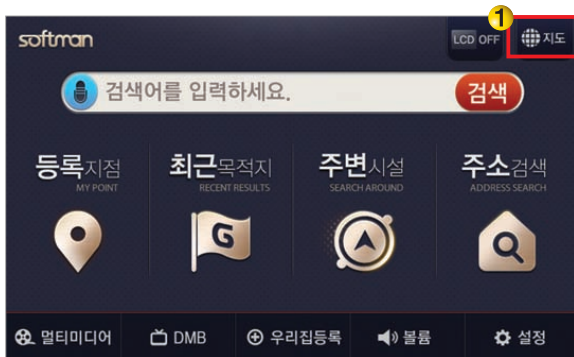 softman
LCD OFF
1
지도
검색어를 입력하세요.
검색
등록지점
MY POINT
최근목적지
RECENT RESULTS
주변시설
SEARCH AROUND
주소검색
ADDRESS SEARCH
G
멀티미디어
DMB
우리집등록
볼륨
설정